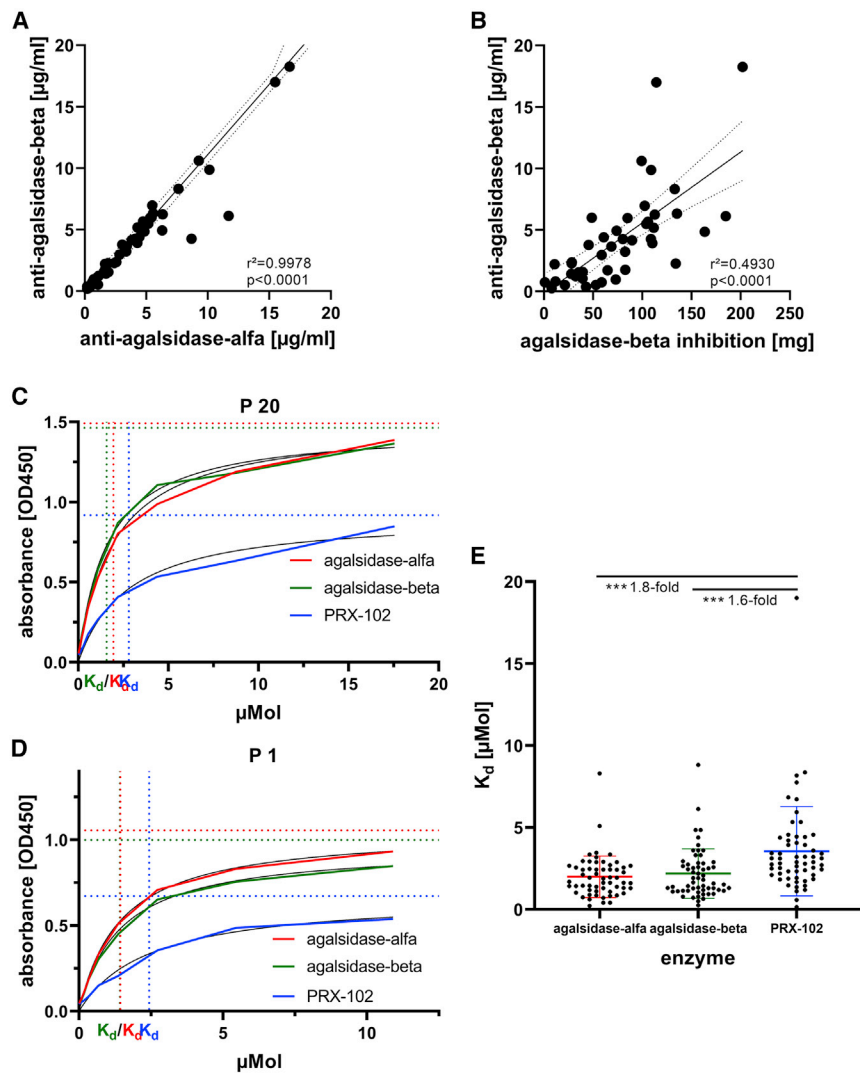 A
20
15
10
5
0
anti-agalsidase-beta [µg/ml]
r²=0.9978
p<0.0001
0 5 10 15 20
anti-agalsidase-alfa [µg/ml]
B
20
15
10
5
0
anti-agalsidase-beta [µg/ml]
r²=0.4930
p<0.0001
0 50 100 150 200 250
agalsidase-beta inhibition [mg]
C
P 20
1.5
1.0
0.5
0.0
absorbance [OD450]
agalsidase-alfa
agalsidase-beta
PRX-102
0 5 10 15 20
Kd/KdKd
µMol
D
P 1
1.0
0.5
0.0
absorbance [OD450]
agalsidase-alfa
agalsidase-beta
PRX-102
0 5 10
Kd/KdKd
µMol
E
20
15
10
5
0
Kd [µMol]
*** 1.8-fold
*** 1.6-fold
agalsidase-alfa agalsidase-beta PRX-102
enzyme